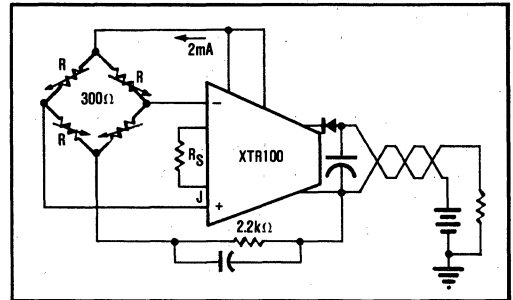 R
R
2mA
300Ω
R
−
R_S
XTR100
J
+
2.2kΩ